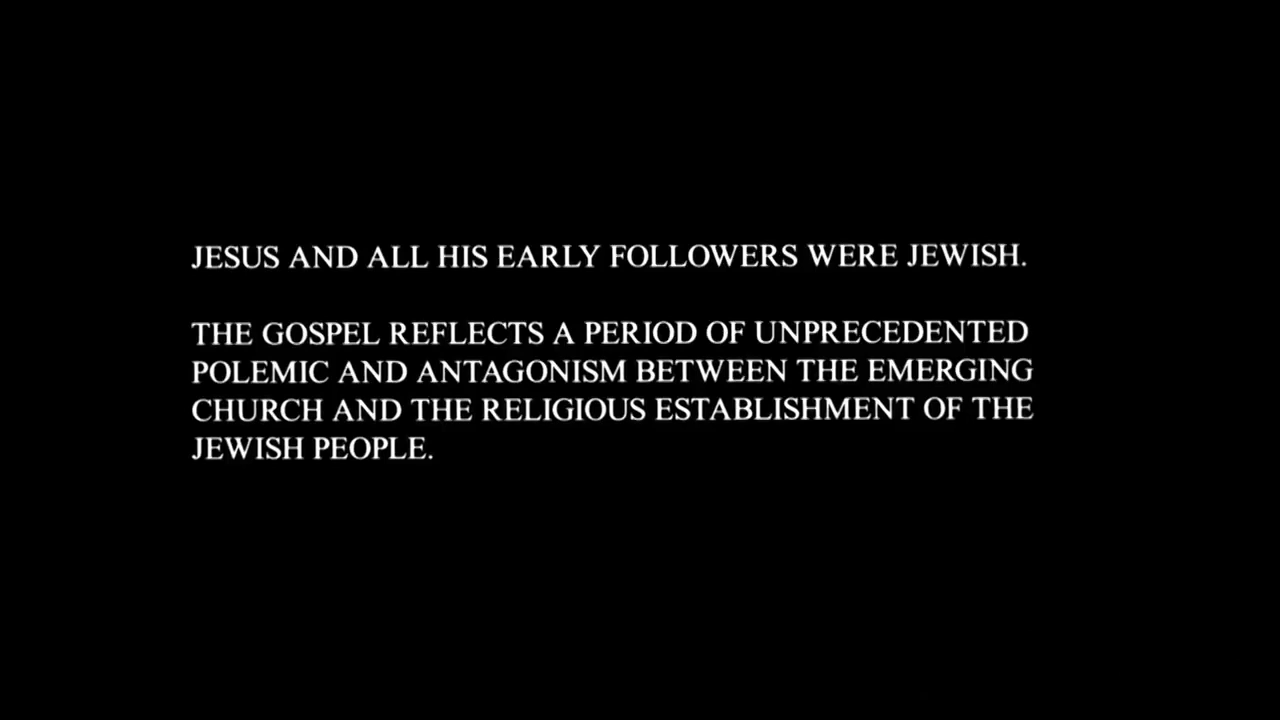 JESUS AND ALL HIS EARLY FOLLOWERS WERE JEWISH.
THE GOSPEL REFLECTS A PERIOD OF UNPRECEDENTED
POLEMIC AND ANTAGONISM BETWEEN THE EMERGING
CHURCH AND THE RELIGIOUS ESTABLISHMENT OF THE
JEWISH PEOPLE.